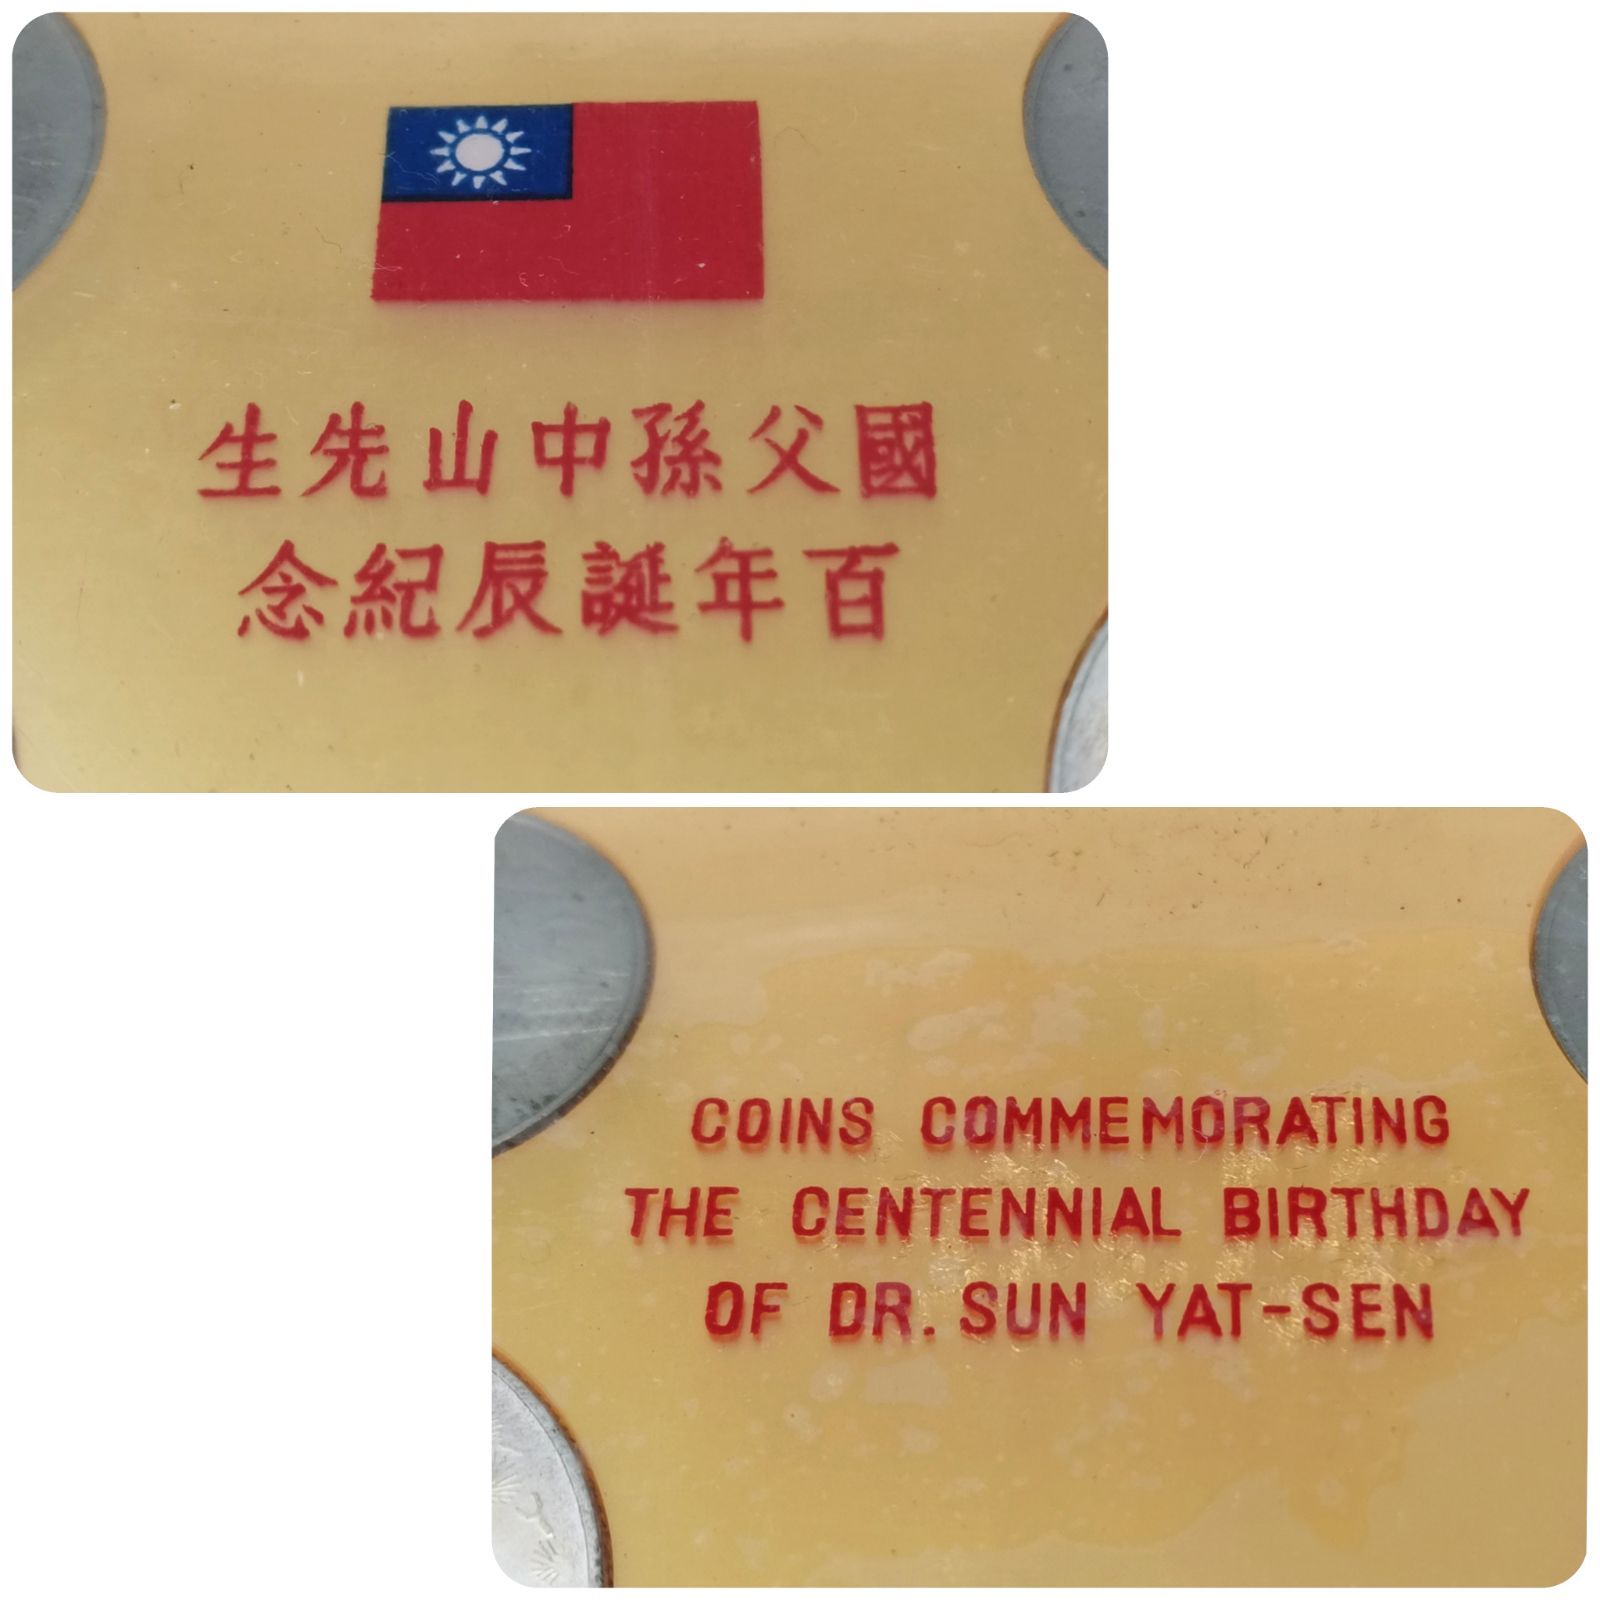 國父孫中山先生
百年誕辰紀念
COINS COMMEMORATING
THE CENTENNIAL BIRTHDAY
OF DR. SUN YAT-SEN